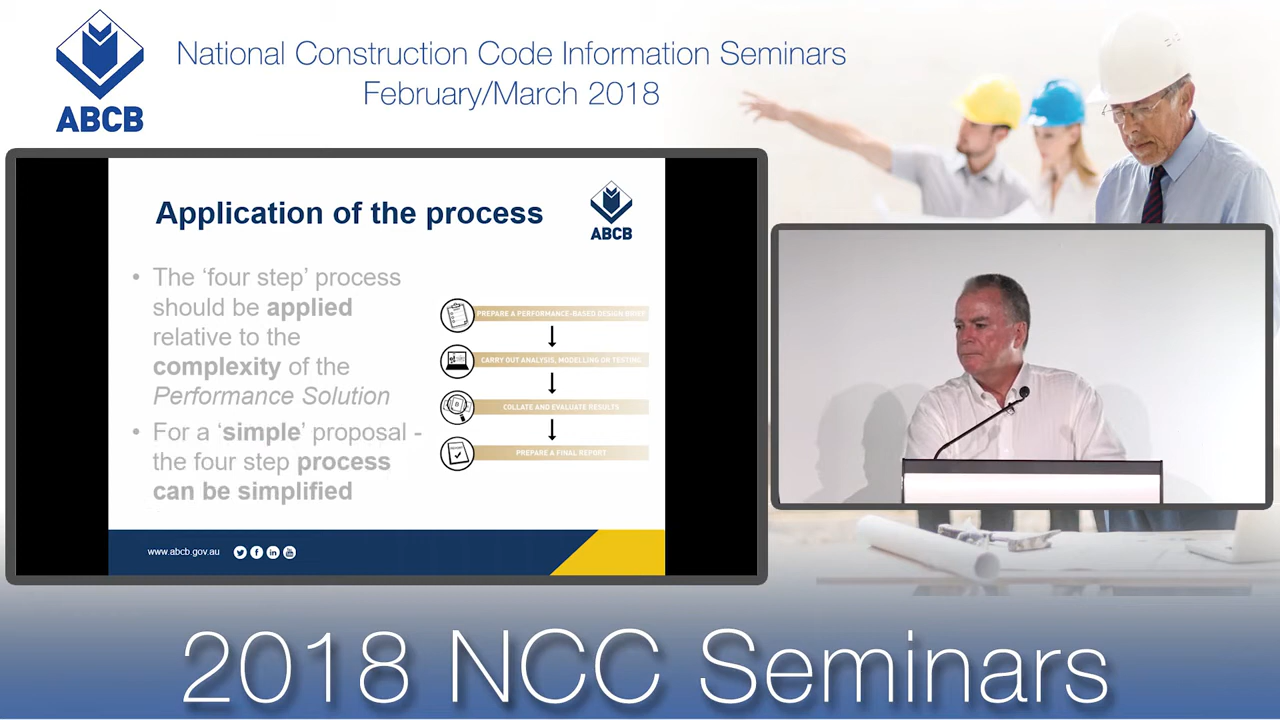 ABCB
National Construction Code Information Seminars
February/March 2018
Application of the process
ABCB
• The ‘four step’ process
should be applied
relative to the
complexity of the
Performance Solution
• For a ‘simple’ proposal -
the four step process
can be simplified
PREPARE A PERFORMANCE-BASED DESIGN BRIEF
CARRY OUT ANALYSIS, MODELLING OR TESTING
COLLATE AND EVALUATE RESULTS
PREPARE A FINAL REPORT
www.abcb.gov.au
2018 NCC Seminars